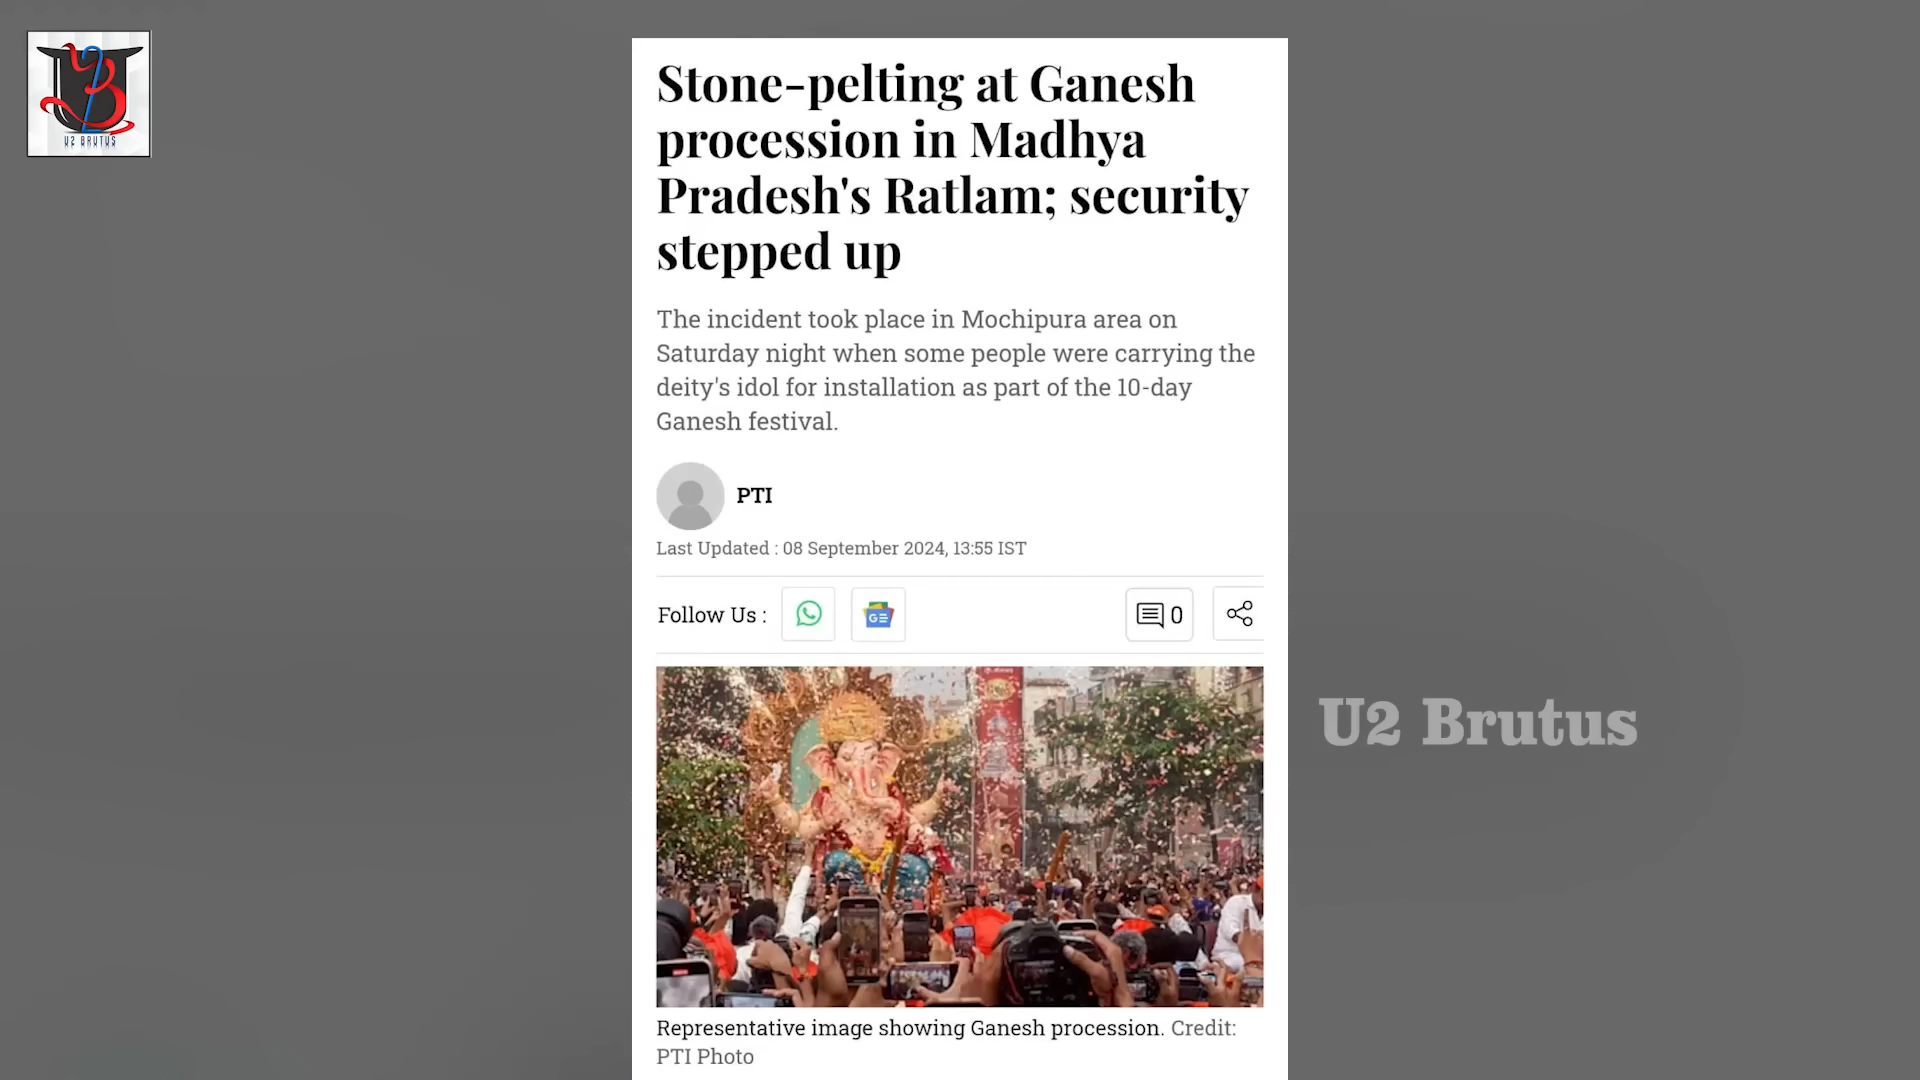 U2 BRUTUS
Stone-pelting at Ganesh
procession in Madhya
Pradesh's Ratlam; security
stepped up
The incident took place in Mochipura area on
Saturday night when some people were carrying the
deity's idol for installation as part of the 10-day
Ganesh festival.
PTI
Last Updated : 08 September 2024, 13:55 IST
Follow Us :
GE
0
U2 Brutus
Representative image showing Ganesh procession. Credit:
PTI Photo